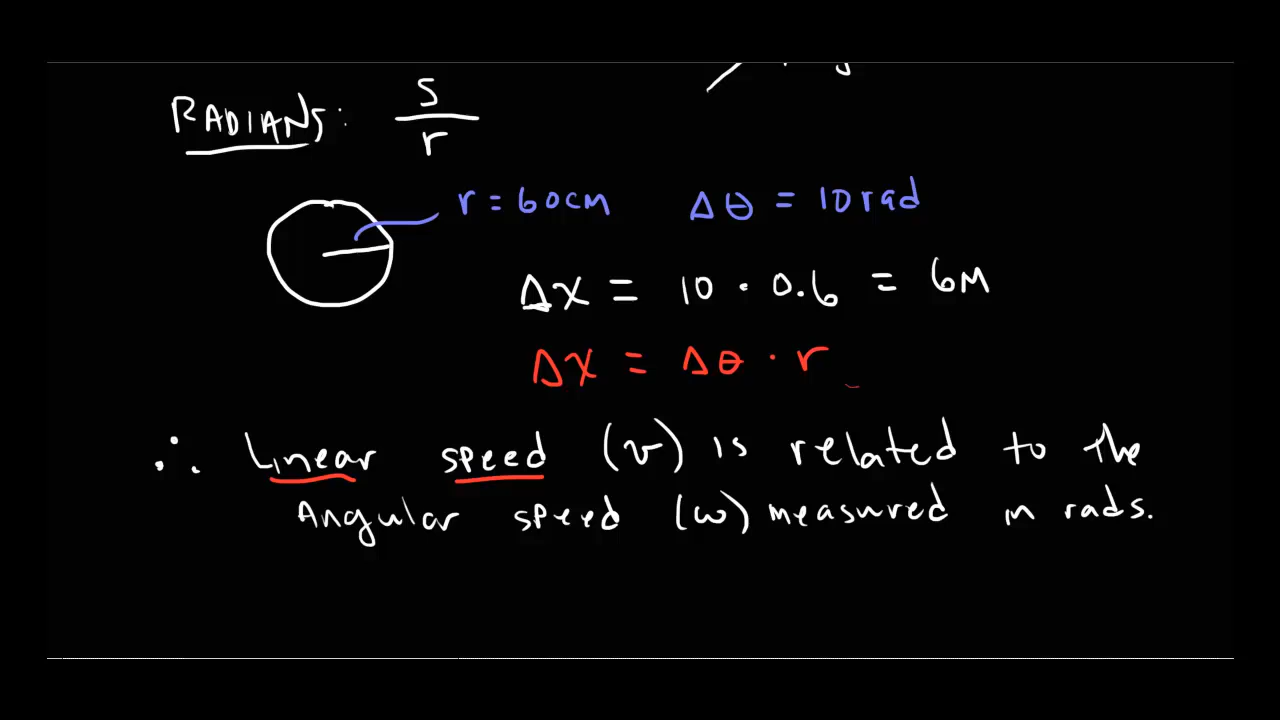 RADIANS: s/r
r = 60cm Δθ = 10rad
Δx = 10 · 0.6 = 6M
Δx = Δθ · r
∴ Linear speed (v) is related to the
Angular speed (ω) measured in rads.